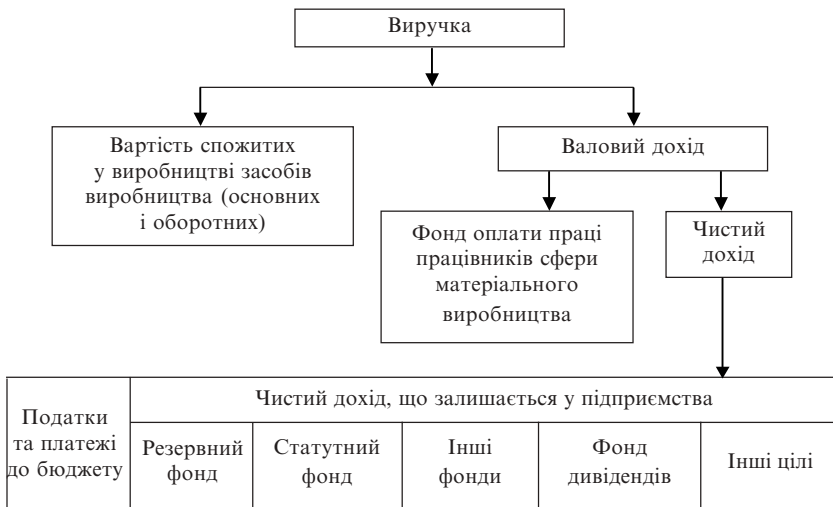 Виручка
Вартість спожитих
у виробництві засобів
виробництва (основних
і оборотних)
Валовий дохід
Фонд оплати праці
працівників сфери
матеріального
виробництва
Чистий
дохід
Податки
та платежі
до бюджету
Чистий дохід, що залишається у підприємства
Резервний
фонд
Статутний
фонд
Інші
фонди
Фонд
дивідендів
Інші цілі